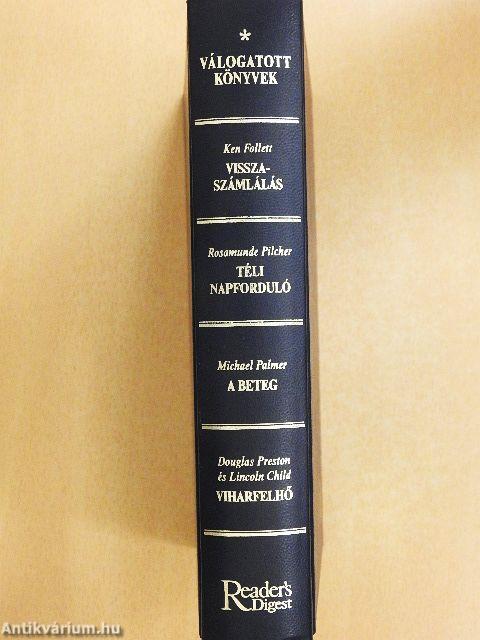 *
VÁLOGATOTT
KÖNYVEK
Ken Follett
VISSZA-
SZÁMLÁLÁS
Rosamunde Pilcher
TÉLI
NAPFORDULÓ
Michael Palmer
A BETEG
Douglas Preston
és Lincoln Child
VIHARFELHŐ
Reader's
Digest
Antikvárium.hu